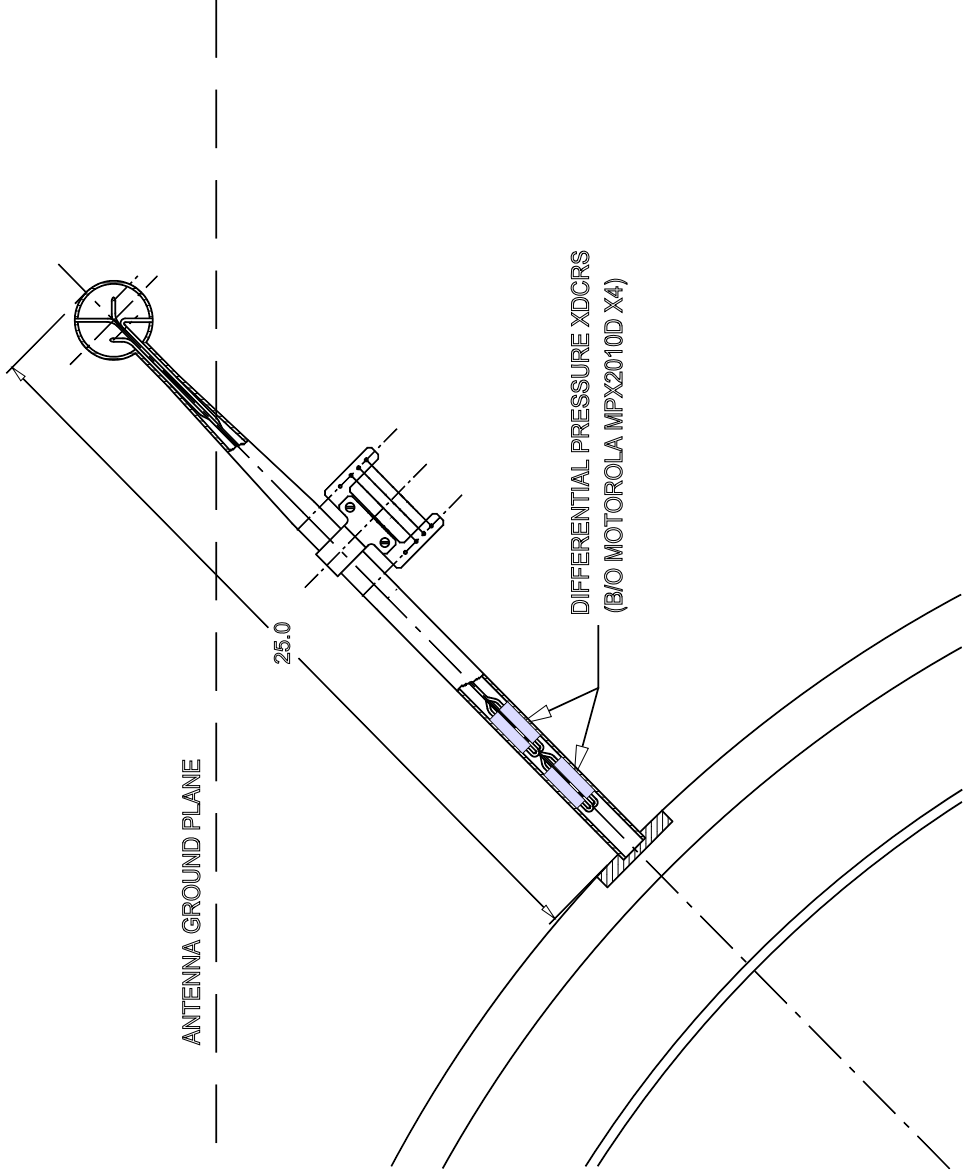 ANTENNA GROUND PLANE
25.0
DIFFERENTIAL PRESSURE XDCRS
(B/O MOTOROLA MPX2010D X4)